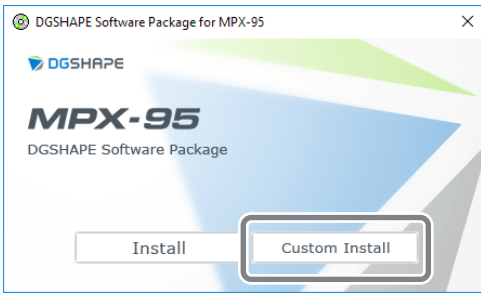 DGSHAPE Software Package for MPX-95
DGSHAPE
MPX-95
DGSHAPE Software Package
Install
Custom Install